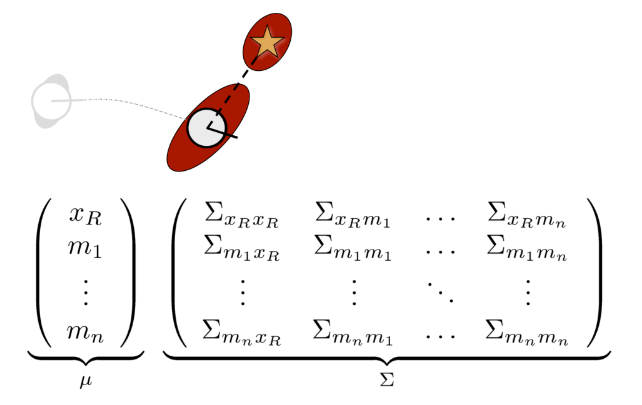 x_R Σ_{x_R x_R} Σ_{x_R m_1} … Σ_{x_R m_n}
m_1 Σ_{m_1 x_R} Σ_{m_1 m_1} … Σ_{m_1 m_n}
⋮ ⋮ ⋮ ⋱ ⋮
m_n Σ_{m_n x_R} Σ_{m_n m_1} … Σ_{m_n m_n}
μ Σ